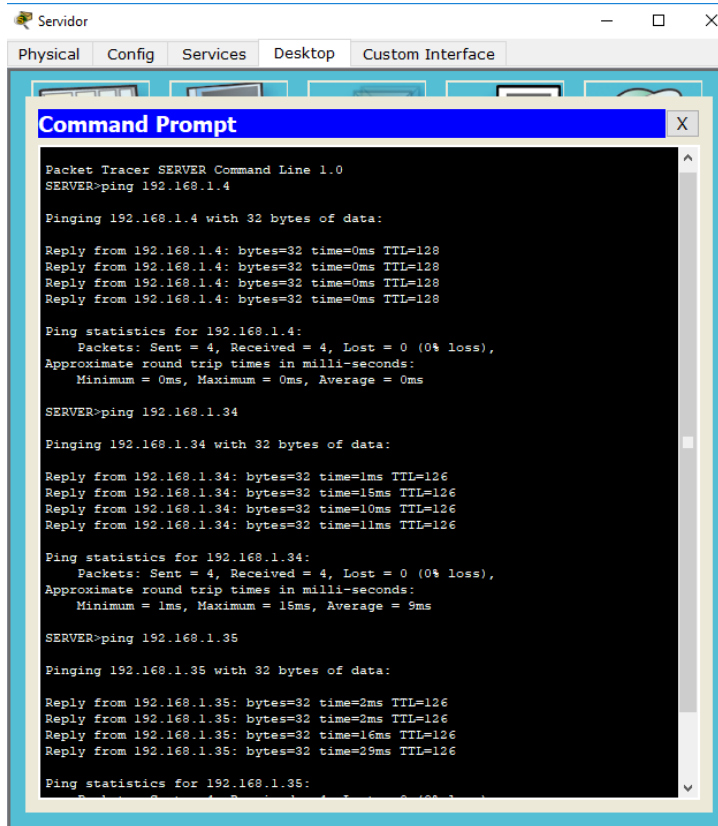 Servidor
Physical Config Services Desktop Custom Interface
Command Prompt X
Packet Tracer SERVER Command Line 1.0
SERVER>ping 192.168.1.4
Pinging 192.168.1.4 with 32 bytes of data:
Reply from 192.168.1.4: bytes=32 time=0ms TTL=128
Reply from 192.168.1.4: bytes=32 time=0ms TTL=128
Reply from 192.168.1.4: bytes=32 time=0ms TTL=128
Reply from 192.168.1.4: bytes=32 time=0ms TTL=128
Ping statistics for 192.168.1.4:
Packets: Sent = 4, Received = 4, Lost = 0 (0% loss),
Approximate round trip times in milli-seconds:
Minimum = 0ms, Maximum = 0ms, Average = 0ms
SERVER>ping 192.168.1.34
Pinging 192.168.1.34 with 32 bytes of data:
Reply from 192.168.1.34: bytes=32 time=1ms TTL=126
Reply from 192.168.1.34: bytes=32 time=15ms TTL=126
Reply from 192.168.1.34: bytes=32 time=10ms TTL=126
Reply from 192.168.1.34: bytes=32 time=11ms TTL=126
Ping statistics for 192.168.1.34:
Packets: Sent = 4, Received = 4, Lost = 0 (0% loss),
Approximate round trip times in milli-seconds:
Minimum = 1ms, Maximum = 15ms, Average = 9ms
SERVER>ping 192.168.1.35
Pinging 192.168.1.35 with 32 bytes of data:
Reply from 192.168.1.35: bytes=32 time=2ms TTL=126
Reply from 192.168.1.35: bytes=32 time=2ms TTL=126
Reply from 192.168.1.35: bytes=32 time=16ms TTL=126
Reply from 192.168.1.35: bytes=32 time=29ms TTL=126
Ping statistics for 192.168.1.35: